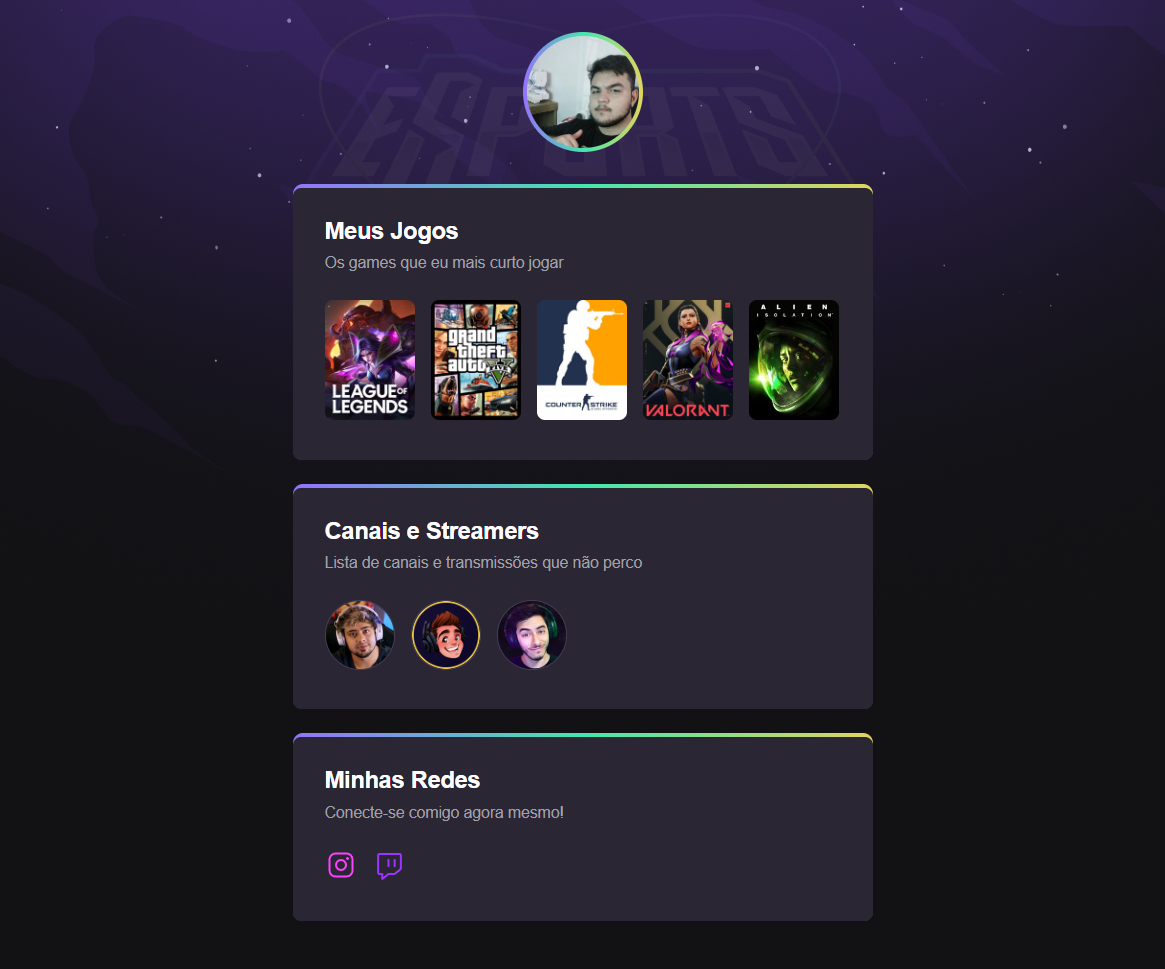 ESPORTS
Meus Jogos
Os games que eu mais curto jogar
LEAGUE OF
LEGENDS
grand
theft
auto V
FIVE
COUNTER STRIKE
VALORANT
ALIEN
ISOLATION
Canais e Streamers
Lista de canais e transmissões que não perco
Minhas Redes
Conecte-se comigo agora mesmo!